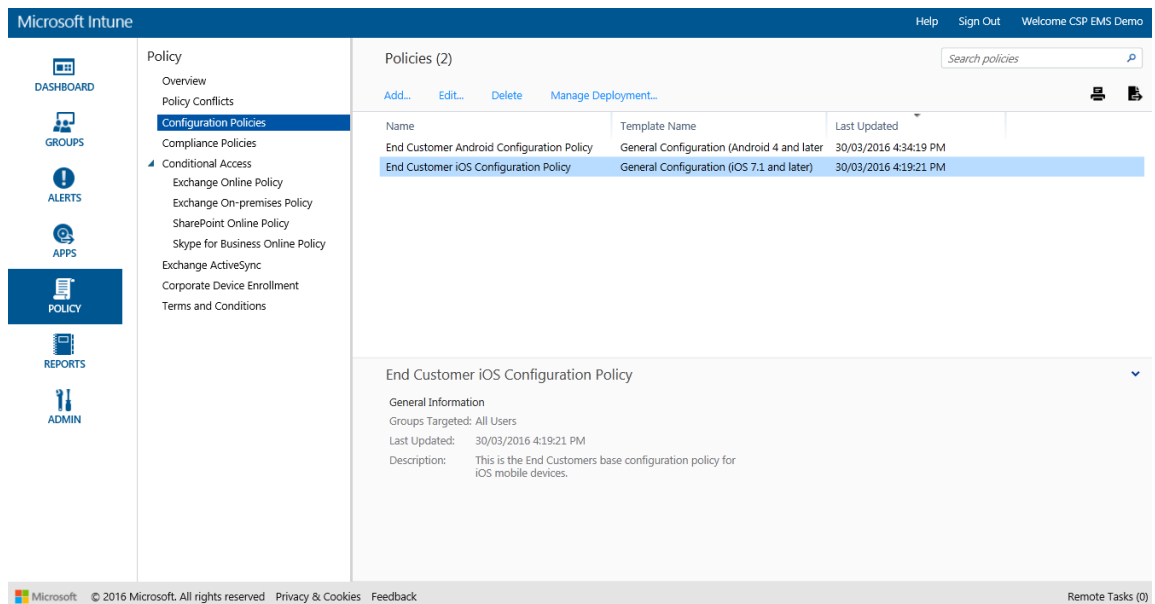 Microsoft Intune
Help Sign Out Welcome CSP EMS Demo
DASHBOARD
GROUPS
ALERTS
APPS
POLICY
REPORTS
ADMIN
Policy
Overview
Policy Conflicts
Configuration Policies
Compliance Policies
Conditional Access
Exchange Online Policy
Exchange On-premises Policy
SharePoint Online Policy
Skype for Business Online Policy
Exchange ActiveSync
Corporate Device Enrollment
Terms and Conditions
Policies (2)
Search policies
Add... Edit... Delete Manage Deployment...
Name Template Name Last Updated
End Customer Android Configuration Policy General Configuration (Android 4 and later 30/03/2016 4:34:19 PM
End Customer iOS Configuration Policy General Configuration (iOS 7.1 and later) 30/03/2016 4:19:21 PM
End Customer iOS Configuration Policy
General Information
Groups Targeted: All Users
Last Updated: 30/03/2016 4:19:21 PM
Description: This is the End Customers base configuration policy for
iOS mobile devices.
Microsoft © 2016 Microsoft. All rights reserved Privacy & Cookies Feedback
Remote Tasks (0)